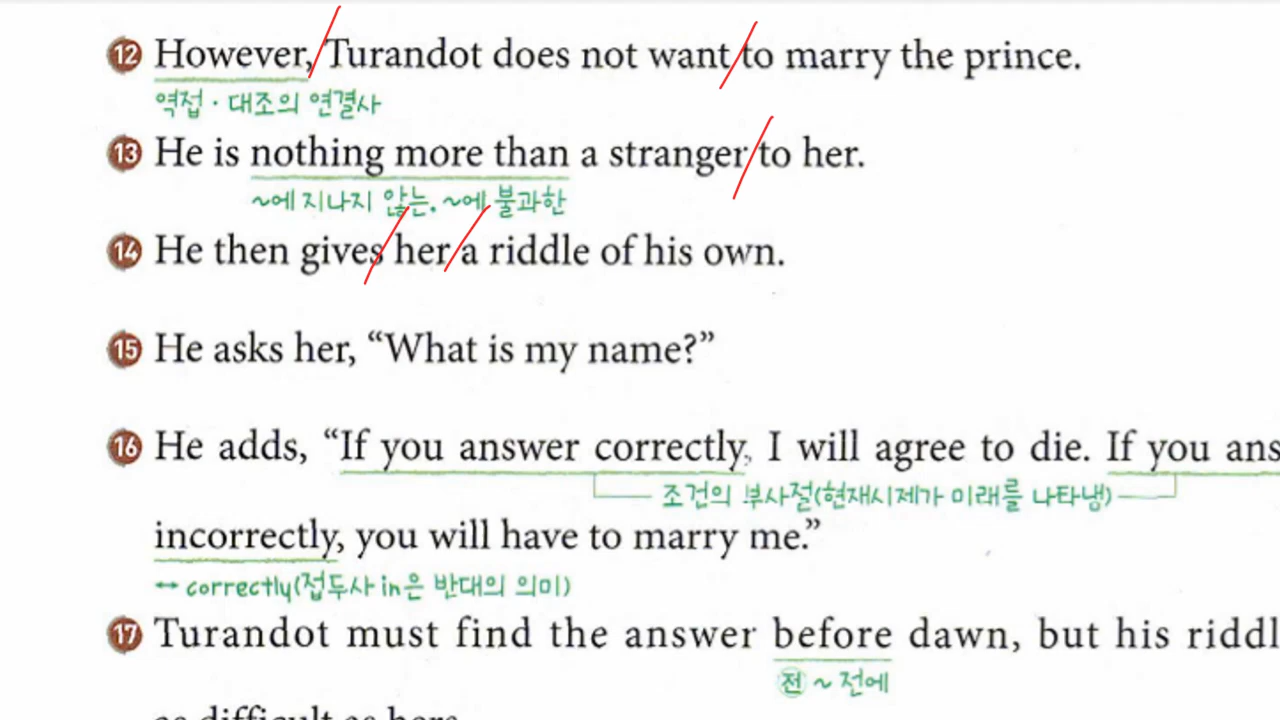 12 However, Turandot does not want to marry the prince.
역접·대조의 연결사
13 He is nothing more than a stranger to her.
~에 지나지 않는, ~에 불과한
14 He then gives her a riddle of his own.
15 He asks her, “What is my name?”
16 He adds, “If you answer correctly, I will agree to die. If you ans
조건의 부사절(현재시제가 미래를 나타냄)
incorrectly, you will have to marry me.”
↔ correctly(접두사 in은 반대의 의미)
17 Turandot must find the answer before dawn, but his riddl
전 ~ 전에
as difficult as hers